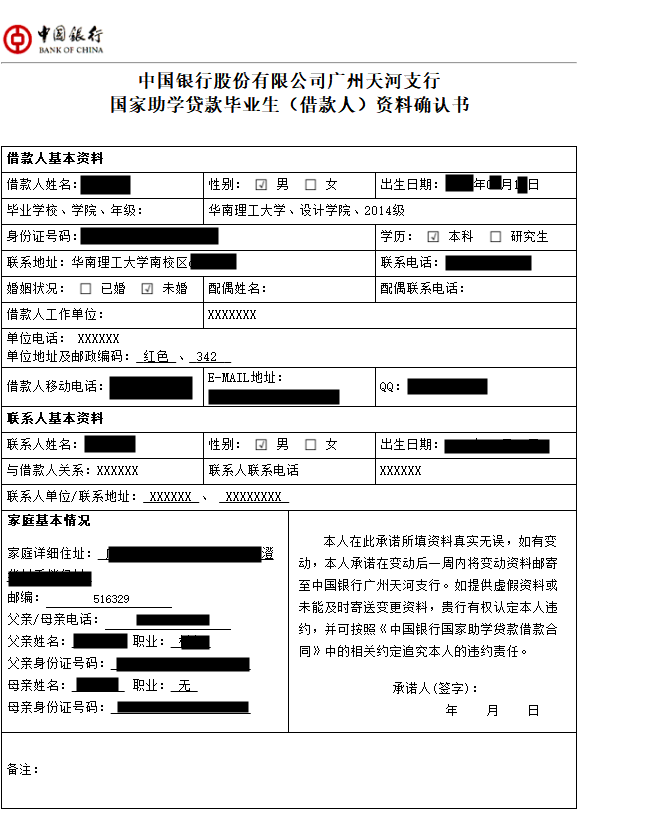 中国银行
BANK OF CHINA
中国银行股份有限公司广州天河支行
国家助学贷款毕业生（借款人）资料确认书
借款人基本资料
借款人姓名： 性别： ☑ 男 □ 女 出生日期： 年 月 日
毕业学校、学院、年级： 华南理工大学、设计学院、2014级
身份证号码： 学历： ☑ 本科 □ 研究生
联系地址：华南理工大学南校区 联系电话：
婚姻状况： □ 已婚 ☑ 未婚 配偶姓名： 配偶联系电话：
借款人工作单位： XXXXXXX
单位电话： XXXXXX
单位地址及邮政编码： 红色 、 342
借款人移动电话： E-MAIL地址： QQ：
联系人基本资料
联系人姓名： 性别： ☑ 男 □ 女 出生日期：
与借款人关系：XXXXXX 联系人联系电话 XXXXXX
联系人单位/联系地址： XXXXXX 、 XXXXXXXX
家庭基本情况
家庭详细住址： 澄
邮编： 516329
父亲/母亲电话：
父亲姓名： 职业：
父亲身份证号码：
母亲姓名： 职业： 无
母亲身份证号码：
本人在此承诺所填资料真实无误，如有变
动，本人承诺在变动后一周内将变动资料邮寄
至中国银行广州天河支行。如提供虚假资料或
未能及时寄送变更资料，贵行有权认定本人违
约，并可按照《中国银行国家助学贷款借款合
同》中的相关约定追究本人的违约责任。
承诺人(签字)：
年 月 日
备注：